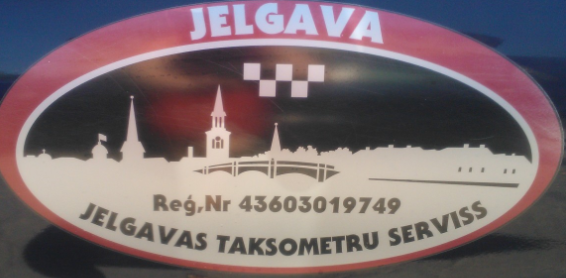 JELGAVA
Reģ,Nr 43603019749
JELGAVAS TAKSOMETRU SERVISS